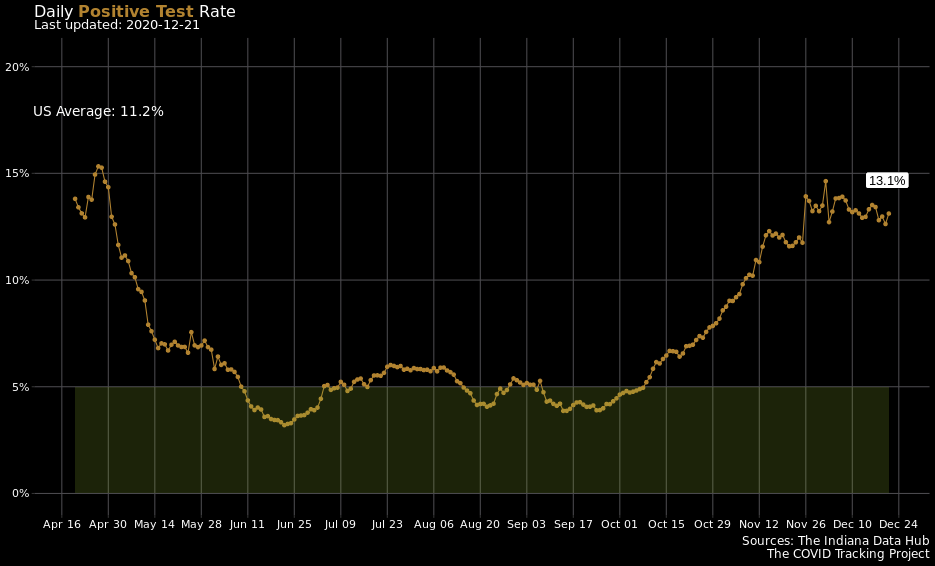 Daily Positive Test Rate
Last updated: 2020-12-21
20%
US Average: 11.2%
15%
13.1%
10%
5%
0%
Apr 16 Apr 30 May 14 May 28 Jun 11 Jun 25 Jul 09 Jul 23 Aug 06 Aug 20 Sep 03 Sep 17 Oct 01 Oct 15 Oct 29 Nov 12 Nov 26 Dec 10 Dec 24
Sources: The Indiana Data Hub
The COVID Tracking Project